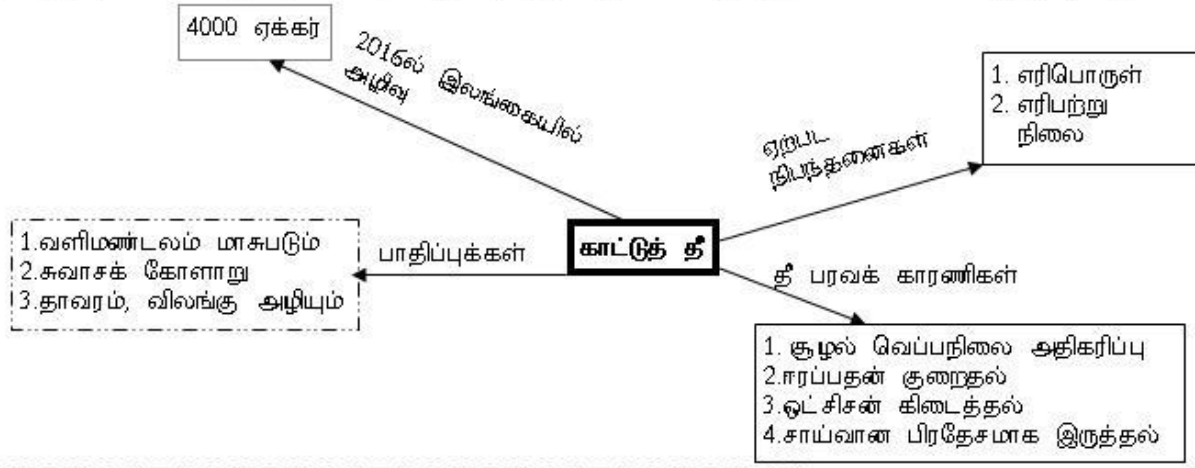 4000 ஏக்கர்
2016ல் இலங்கையில்
அழிவு
1. எரிபொருள்
2. எரிபற்று
நிலை
ஏற்பட
நிபந்தனைகள்
1.வளிமண்டலம் மாசுபடும்
2.சுவாசக் கோளாறு
3.தாவரம், விலங்கு அழியும்
பாதிப்புக்கள்
காட்டுத் தீ
தீ பரவக் காரணிகள்
1. சூழல் வெப்பநிலை அதிகரிப்பு
2.ஈரப்பதன் குறைதல்
3.ஒட்சிசன் கிடைத்தல்
4.சாய்வான பிரதேசமாக இருத்தல்